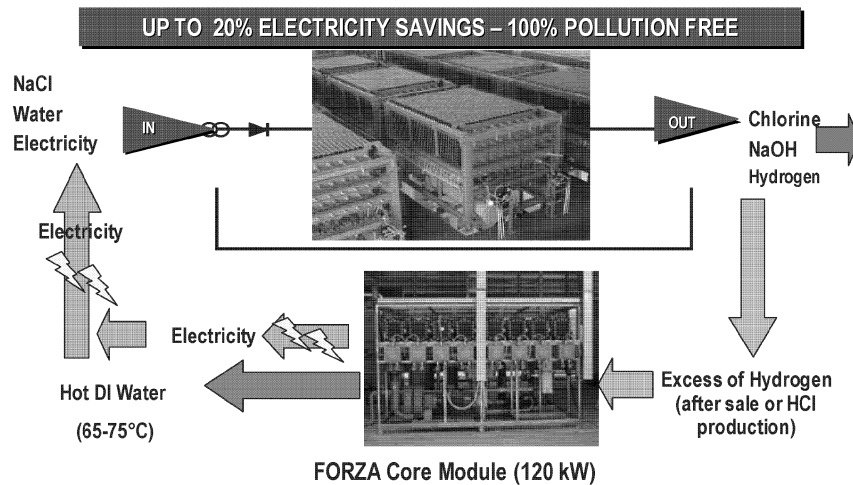 UP TO 20% ELECTRICITY SAVINGS – 100% POLLUTION FREE
NaCl
Water
Electricity
IN
OUT
Chlorine
NaOH
Hydrogen
Electricity
Electricity
Hot DI Water
(65-75°C)
Excess of Hydrogen
(after sale or HCl
production)
FORZA Core Module (120 kW)